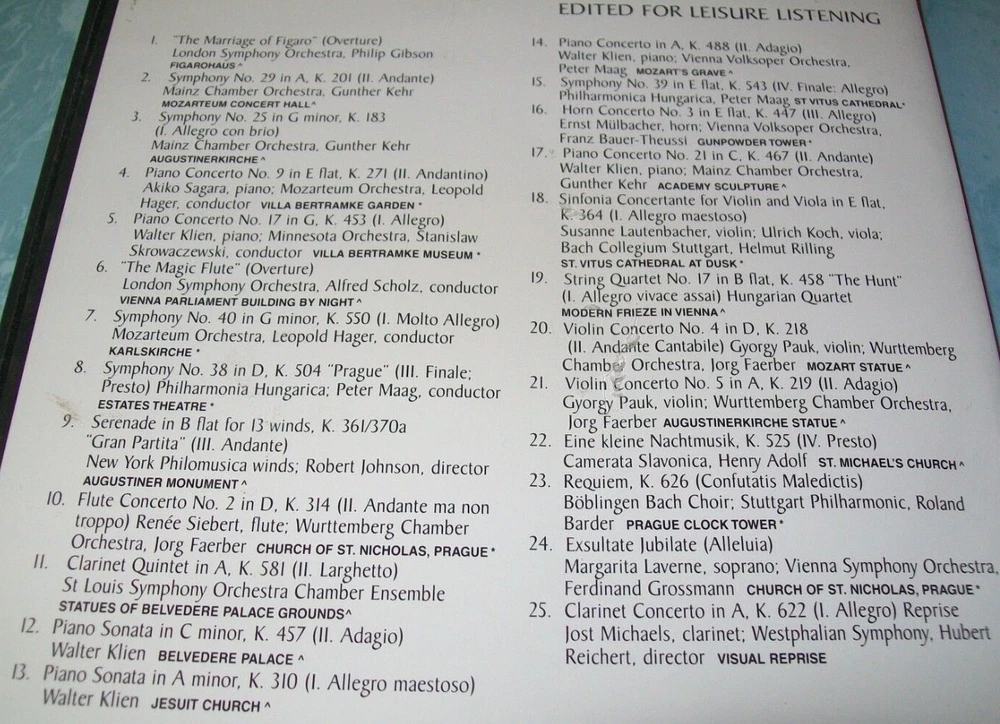 EDITED FOR LEISURE LISTENING
1. "The Marriage of Figaro" (Overture)
London Symphony Orchestra, Philip Gibson
FIGAROHAUS ^
2. Symphony No. 29 in A, K. 201 (II. Andante)
Mainz Chamber Orchestra, Gunther Kehr
MOZARTEUM CONCERT HALL^
3. Symphony No. 25 in G minor, K. 183
(I. Allegro con brio)
Mainz Chamber Orchestra, Gunther Kehr
AUGUSTINERKIRCHE ^
4. Piano Concerto No. 9 in E flat, K. 271 (II. Andantino)
Akiko Sagara, piano; Mozarteum Orchestra, Leopold
Hager, conductor VILLA BERTRAMKE GARDEN *
5. Piano Concerto No. 17 in G, K. 453 (I. Allegro)
Walter Klien, piano; Minnesota Orchestra, Stanislaw
Skrowaczewski, conductor VILLA BERTRAMKE MUSEUM *
6. "The Magic Flute" (Overture)
London Symphony Orchestra, Alfred Scholz, conductor
VIENNA PARLIAMENT BUILDING BY NIGHT ^
7. Symphony No. 40 in G minor, K. 550 (I. Molto Allegro)
Mozarteum Orchestra, Leopold Hager, conductor
KARLSKIRCHE *
8. Symphony No. 38 in D, K. 504 "Prague" (III. Finale;
Presto) Philharmonia Hungarica; Peter Maag, conductor
ESTATES THEATRE *
9. Serenade in B flat for 13 winds, K. 361/370a
"Gran Partita" (III. Andante)
New York Philomusica winds; Robert Johnson, director
AUGUSTINER MONUMENT ^
10. Flute Concerto No. 2 in D, K. 314 (II. Andante ma non
troppo) Renée Siebert, flute; Wurttemberg Chamber
Orchestra, Jorg Faerber CHURCH OF ST. NICHOLAS, PRAGUE *
11. Clarinet Quintet in A, K. 581 (II. Larghetto)
St Louis Symphony Orchestra Chamber Ensemble
STATUES OF BELVEDERE PALACE GROUNDS^
12. Piano Sonata in C minor, K. 457 (II. Adagio)
Walter Klien BELVEDERE PALACE ^
13. Piano Sonata in A minor, K. 310 (I. Allegro maestoso)
Walter Klien JESUIT CHURCH ^
14. Piano Concerto in A, K. 488 (II. Adagio)
Walter Klien, piano; Vienna Volksoper Orchestra,
Peter Maag MOZART'S GRAVE ^
15. Symphony No. 39 in E flat, K. 543 (IV. Finale: Allegro)
Philharmonica Hungarica, Peter Maag ST VITUS CATHEDRAL*
16. Horn Concerto No. 3 in E flat, K. 447 (III. Allegro)
Ernst Mülbacher, horn; Vienna Volksoper Orchestra,
Franz Bauer-Theussi GUNPOWDER TOWER *
17. Piano Concerto No. 21 in C, K. 467 (II. Andante)
Walter Klien, piano; Mainz Chamber Orchestra,
Gunther Kehr ACADEMY SCULPTURE ^
18. Sinfonia Concertante for Violin and Viola in E flat,
K. 364 (I. Allegro maestoso)
Susanne Lautenbacher, violin; Ulrich Koch, viola;
Bach Collegium Stuttgart, Helmut Rilling
ST. VITUS CATHEDRAL AT DUSK *
19. String Quartet No. 17 in B flat, K. 458 "The Hunt"
(I. Allegro vivace assai) Hungarian Quartet
MODERN FRIEZE IN VIENNA ^
20. Violin Concerto No. 4 in D, K. 218
(II. Andante Cantabile) Gyorgy Pauk, violin; Wurttemberg
Chamber Orchestra, Jorg Faerber MOZART STATUE ^
21. Violin Concerto No. 5 in A, K. 219 (II. Adagio)
Gyorgy Pauk, violin; Wurttemberg Chamber Orchestra,
Jorg Faerber AUGUSTINERKIRCHE STATUE ^
22. Eine kleine Nachtmusik, K. 525 (IV. Presto)
Camerata Slavonica, Henry Adolf ST. MICHAEL'S CHURCH ^
23. Requiem, K. 626 (Confutatis Maledictis)
Böblingen Bach Choir; Stuttgart Philharmonic, Roland
Barder PRAGUE CLOCK TOWER *
24. Exsultate Jubilate (Alleluia)
Margarita Laverne, soprano; Vienna Symphony Orchestra,
Ferdinand Grossmann CHURCH OF ST. NICHOLAS, PRAGUE *
25. Clarinet Concerto in A, K. 622 (I. Allegro) Reprise
Jost Michaels, clarinet; Westphalian Symphony, Hubert
Reichert, director VISUAL REPRISE